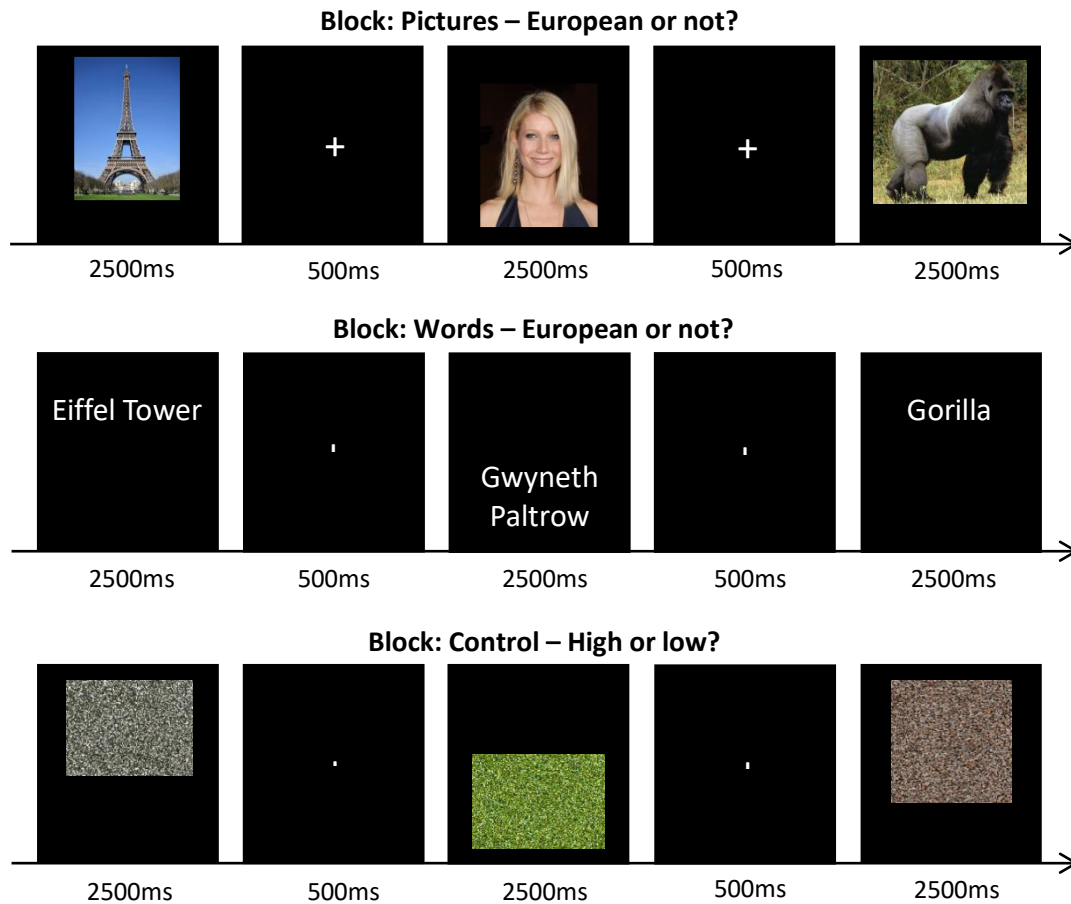 Block: Pictures – European or not?
2500ms 500ms 2500ms 500ms 2500ms
Block: Words – European or not?
Eiffel Tower
Gorilla
Gwyneth
Paltrow
2500ms 500ms 2500ms 500ms 2500ms
Block: Control – High or low?
2500ms 500ms 2500ms 500ms 2500ms